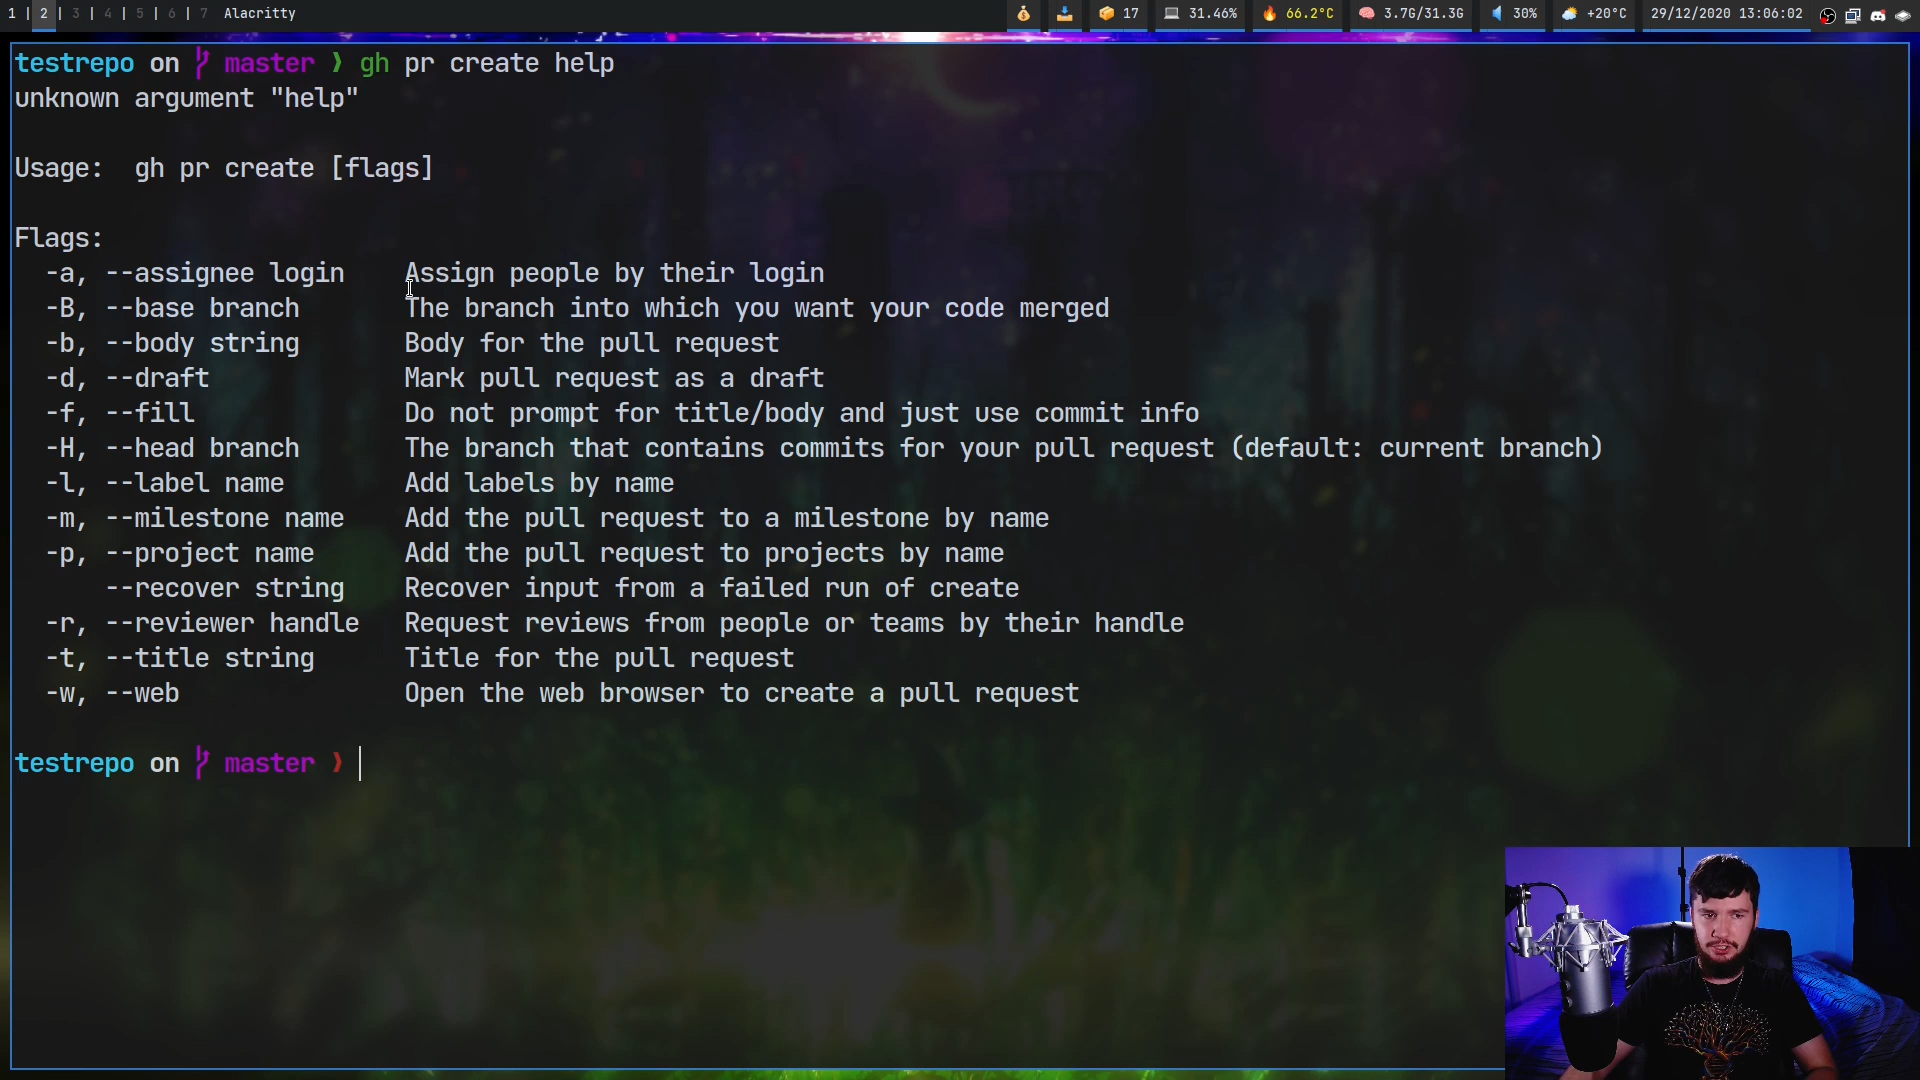 1 | 2 | 3 | 4 | 5 | 6 | 7 Alacritty 17 31.46% 66.2°C 3.7G/31.3G 30% +20°C 29/12/2020 13:06:02
testrepo on master ❯ gh pr create help
unknown argument "help"
Usage:  gh pr create [flags]
Flags:
-a, --assignee login    Assign people by their login
-B, --base branch       The branch into which you want your code merged
-b, --body string       Body for the pull request
-d, --draft             Mark pull request as a draft
-f, --fill              Do not prompt for title/body and just use commit info
-H, --head branch       The branch that contains commits for your pull request (default: current branch)
-l, --label name        Add labels by name
-m, --milestone name    Add the pull request to a milestone by name
-p, --project name      Add the pull request to projects by name
--recover string    Recover input from a failed run of create
-r, --reviewer handle   Request reviews from people or teams by their handle
-t, --title string      Title for the pull request
-w, --web               Open the web browser to create a pull request
testrepo on master ❯